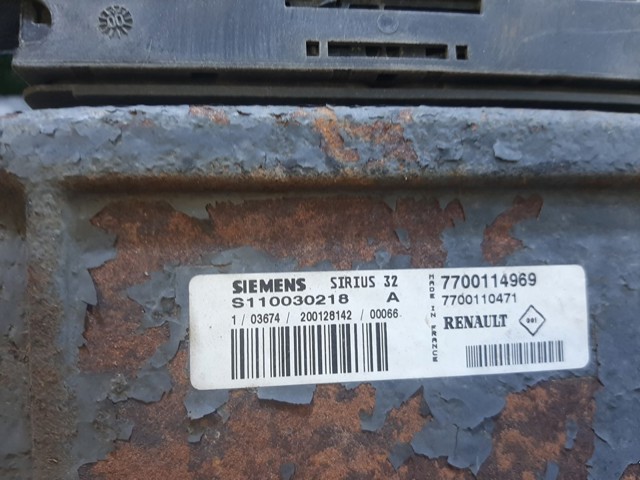 SIEMENS SIRIUS 32
S110030218 A
1 / 03674 / 200128142 / 00066
MADE IN FRANCE
7700114969
7700110471
RENAULT